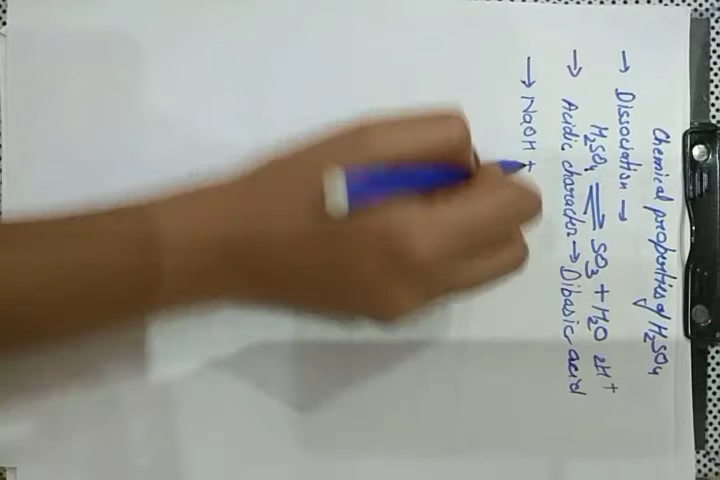 Chemical properties of H₂SO₄
→ Dissociation →
H₂SO₄ ⇌ SO₃ + H₂O 2H⁺
→ Acidic character → Dibasic acid
→ NaOH +